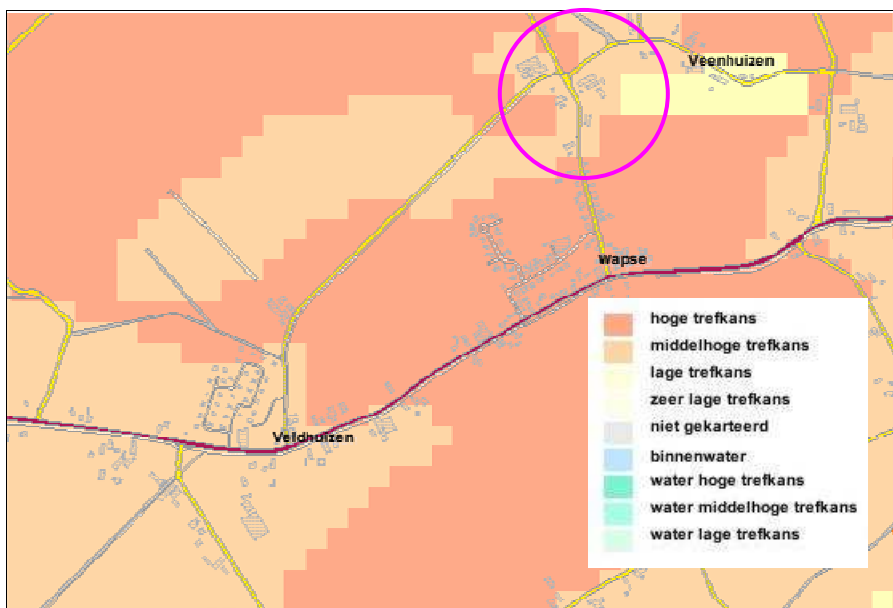 Veenhuizen
Wapse
Veldhuizen
hoge trefkans
middelhoge trefkans
lage trefkans
zeer lage trefkans
niet gekarteerd
binnenwater
water hoge trefkans
water middelhoge trefkans
water lage trefkans